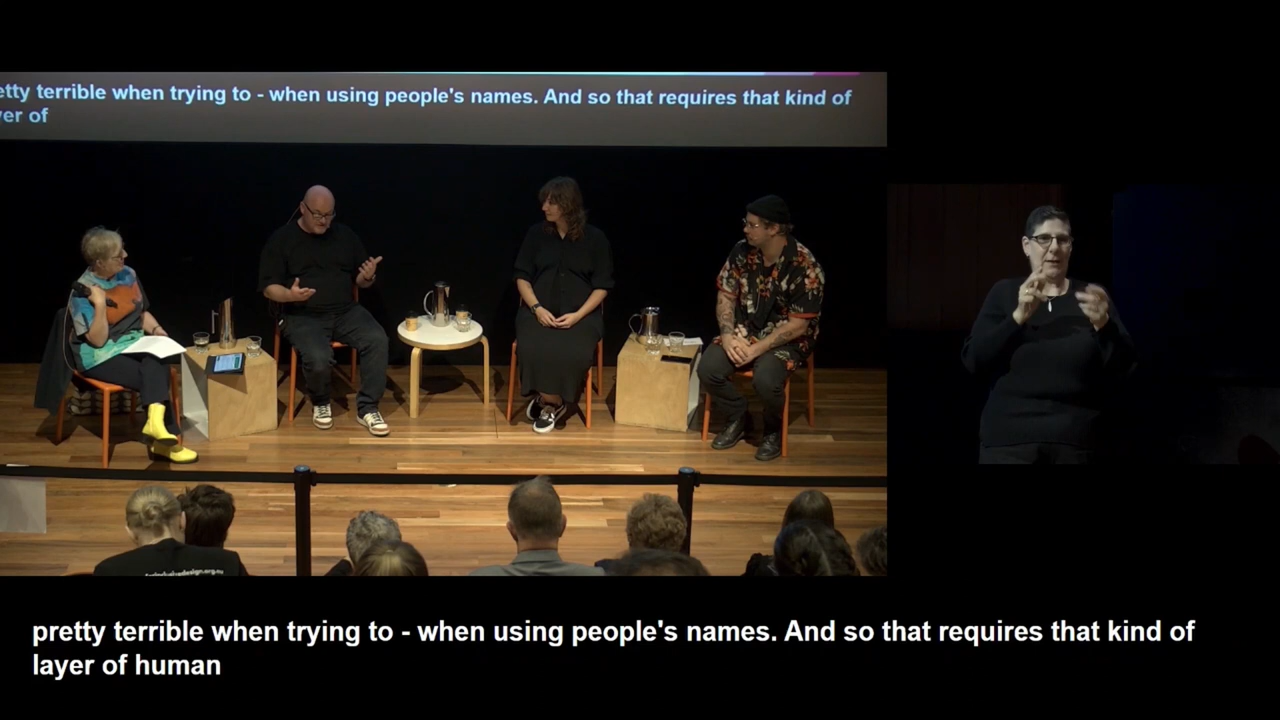 etty terrible when trying to - when using people's names. And so that requires that kind of
er of
pretty terrible when trying to - when using people's names. And so that requires that kind of
layer of human